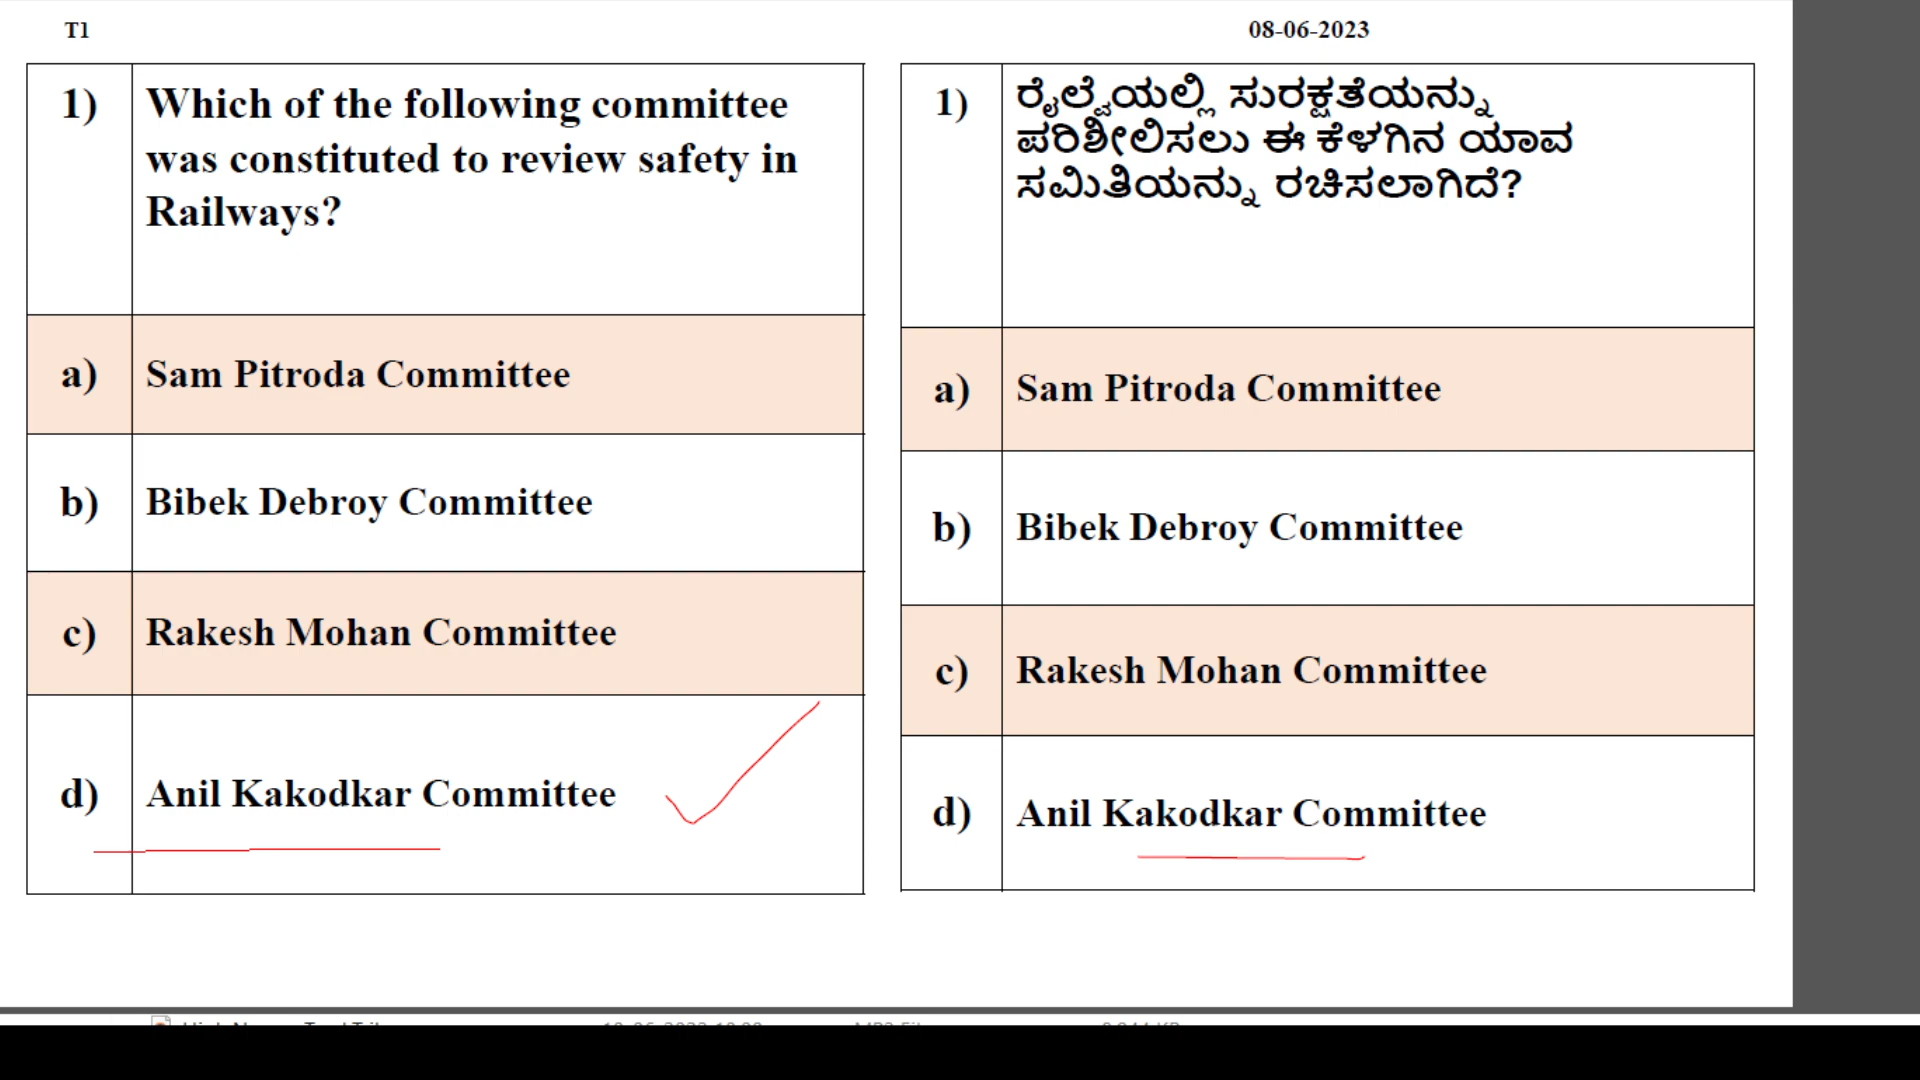 T1
08-06-2023
1)
Which of the following committee
was constituted to review safety in
Railways?
a)
Sam Pitroda Committee
b)
Bibek Debroy Committee
c)
Rakesh Mohan Committee
d)
Anil Kakodkar Committee
1)
ರೈಲ್ವೆಯಲ್ಲಿ ಸುರಕ್ಷತೆಯನ್ನು
ಪರಿಶೀಲಿಸಲು ಈ ಕೆಳಗಿನ ಯಾವ
ಸಮಿತಿಯನ್ನು ರಚಿಸಲಾಗಿದೆ?
a)
Sam Pitroda Committee
b)
Bibek Debroy Committee
c)
Rakesh Mohan Committee
d)
Anil Kakodkar Committee